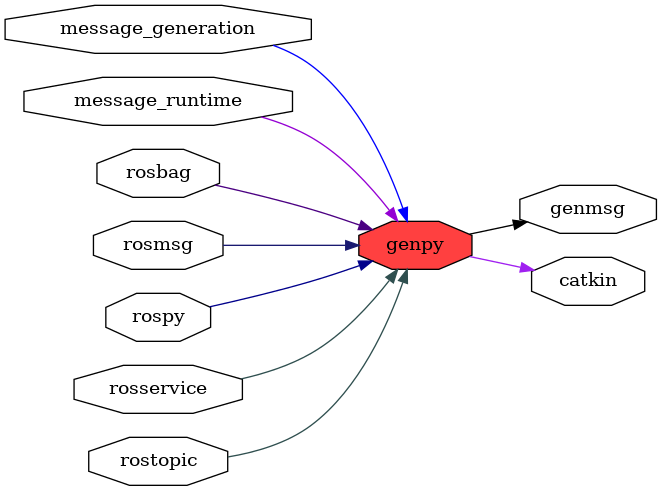 message_generation
message_runtime
rosbag
rosmsg
rospy
rosservice
rostopic
genpy
genmsg
catkin